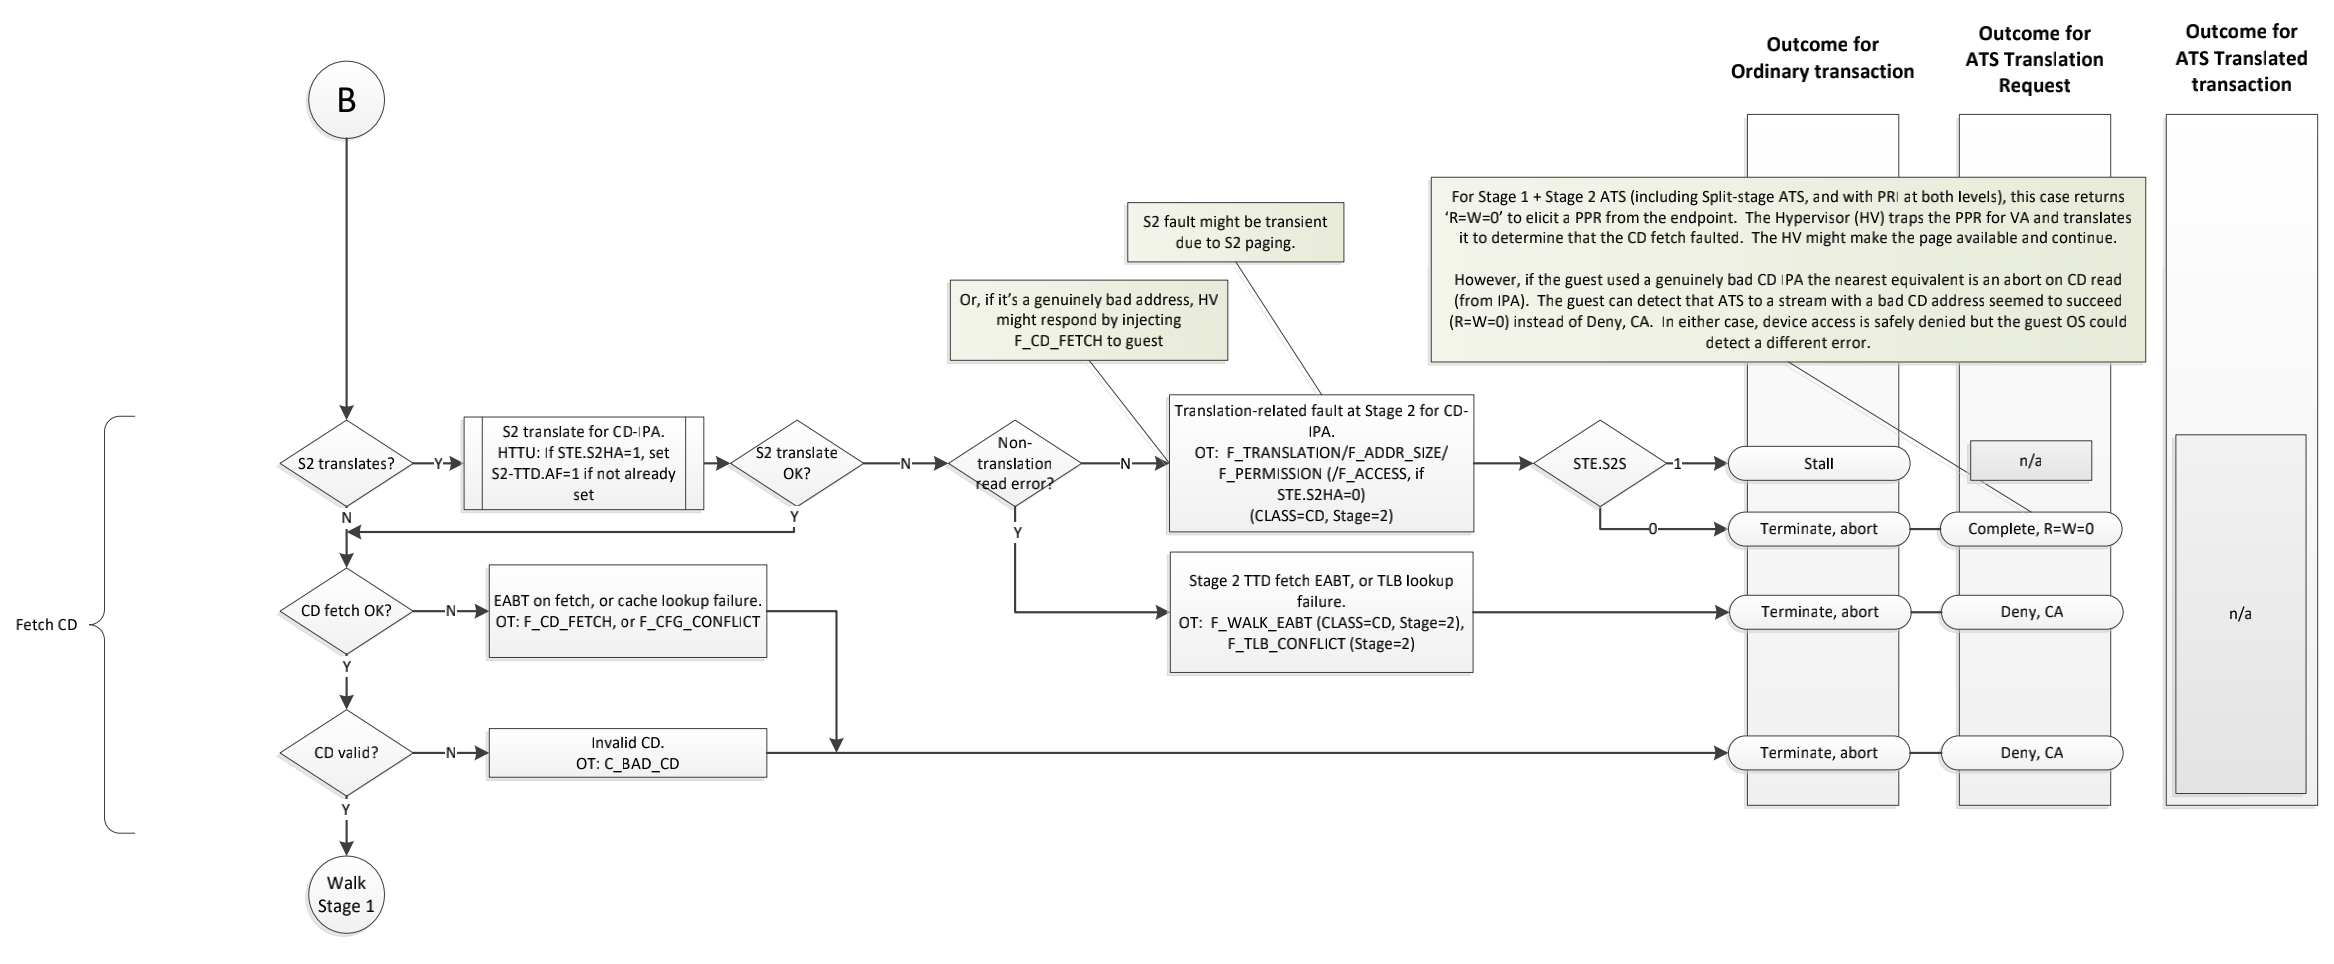 Outcome for
Ordinary transaction
Outcome for
ATS Translation
Request
Outcome for
ATS Translated
transaction
B
For Stage 1 + Stage 2 ATS (including Split-stage ATS, and with PRI at both levels), this case returns
‘R=W=0’ to elicit a PPR from the endpoint.  The Hypervisor (HV) traps the PPR for VA and translates
it to determine that the CD fetch faulted.  The HV might make the page available and continue.
However, if the guest used a genuinely bad CD IPA the nearest equivalent is an abort on CD read
(from IPA).  The guest can detect that ATS to a stream with a bad CD address seemed to succeed
(R=W=0) instead of Deny, CA.  In either case, device access is safely denied but the guest OS could
detect a different error.
S2 fault might be transient
due to S2 paging.
Or, if it’s a genuinely bad address, HV
might respond by injecting
F_CD_FETCH to guest
Fetch CD
S2 translates?
Y
N
S2 translate for CD-IPA.
HTTU: If STE.S2HA=1, set
S2-TTD.AF=1 if not already
set
S2 translate
OK?
N
Y
Non-
translation
read error?
N
Y
Translation-related fault at Stage 2 for CD-
IPA.
OT:  F_TRANSLATION/F_ADDR_SIZE/
F_PERMISSION (/F_ACCESS, if
STE.S2HA=0)
(CLASS=CD, Stage=2)
STE.S2S
1
Stall
n/a
0
Terminate, abort
Complete, R=W=0
CD fetch OK?
N
Y
EABT on fetch, or cache lookup failure.
OT: F_CD_FETCH, or F_CFG_CONFLICT
Stage 2 TTD fetch EABT, or TLB lookup
failure.
OT:  F_WALK_EABT (CLASS=CD, Stage=2),
F_TLB_CONFLICT (Stage=2)
Terminate, abort
Deny, CA
n/a
CD valid?
N
Y
Invalid CD.
OT: C_BAD_CD
Terminate, abort
Deny, CA
Walk
Stage 1